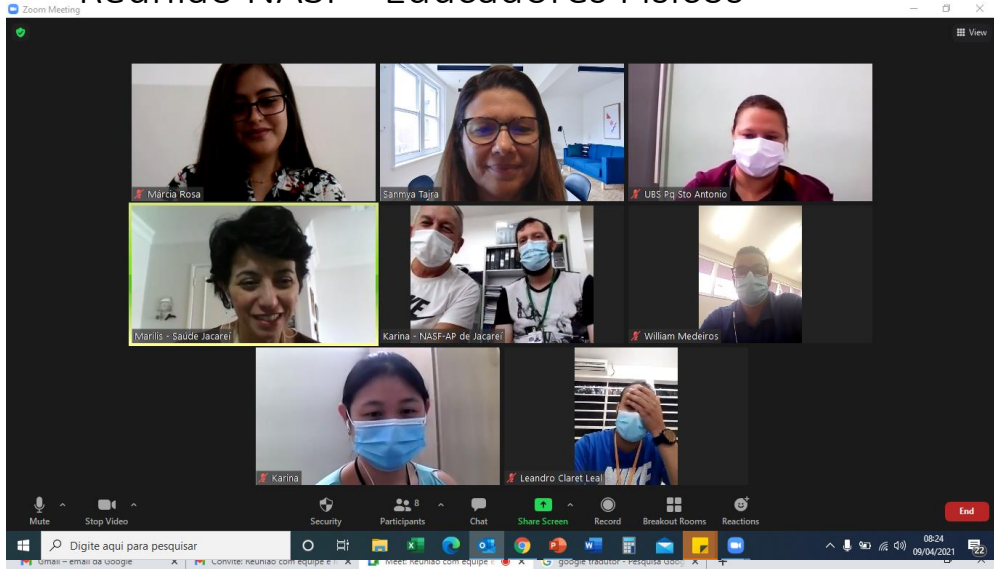 Reunião NASF - Educadores Físicos
Zoom Meeting
View
Márcia Rosa
Sanmya Tajra
UBS Pq Sto Antonio
Marilis - Saúde Jacareí
Karina - NASF-AP de Jacareí
William Medeiros
Karina
Leandro Claret Leal
Mute
Stop Video
Security
Participants
8
Chat
Share Screen
Record
Breakout Rooms
Reactions
End
Digite aqui para pesquisar
08:24
09/04/2021
22
Gmail – email da Google
Convite: Reunião com equipe
Meet: Reunião com equipe
google tradutor - Pesquisa Goo